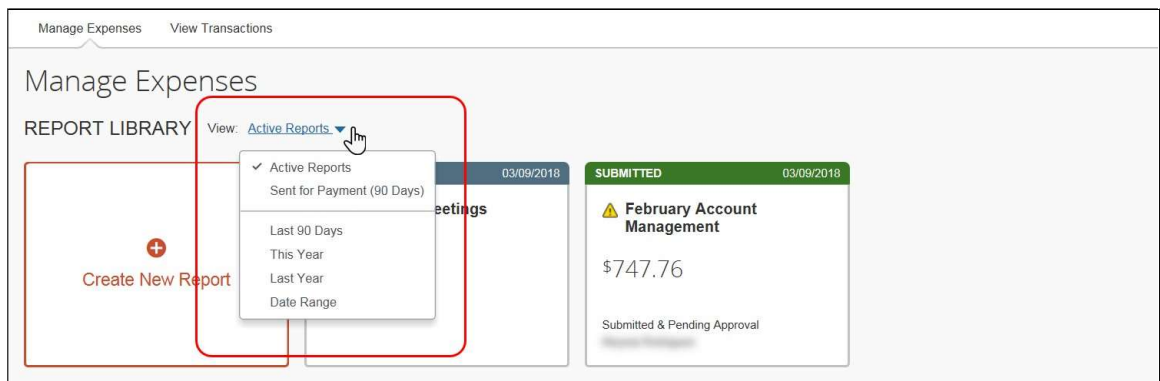 Manage Expenses View Transactions
Manage Expenses
REPORT LIBRARY View: Active Reports
✓ Active Reports
Sent for Payment (90 Days)
Last 90 Days
This Year
Last Year
Date Range
Create New Report
03/09/2018
SUBMITTED 03/09/2018
February Account
Management
$747.76
Submitted & Pending Approval